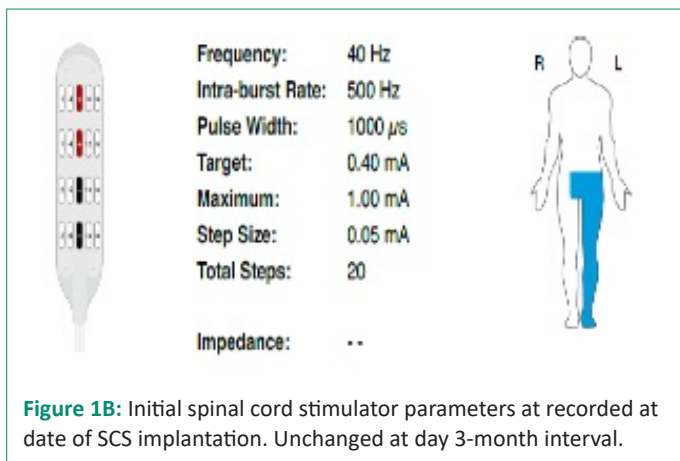 Frequency: 40 Hz
Intra-burst Rate: 500 Hz
Pulse Width: 1000 µs
Target: 0.40 mA
Maximum: 1.00 mA
Step Size: 0.05 mA
Total Steps: 20
Impedance: --
R L
Figure 1B: Initial spinal cord stimulator parameters at recorded at
date of SCS implantation. Unchanged at day 3-month interval.